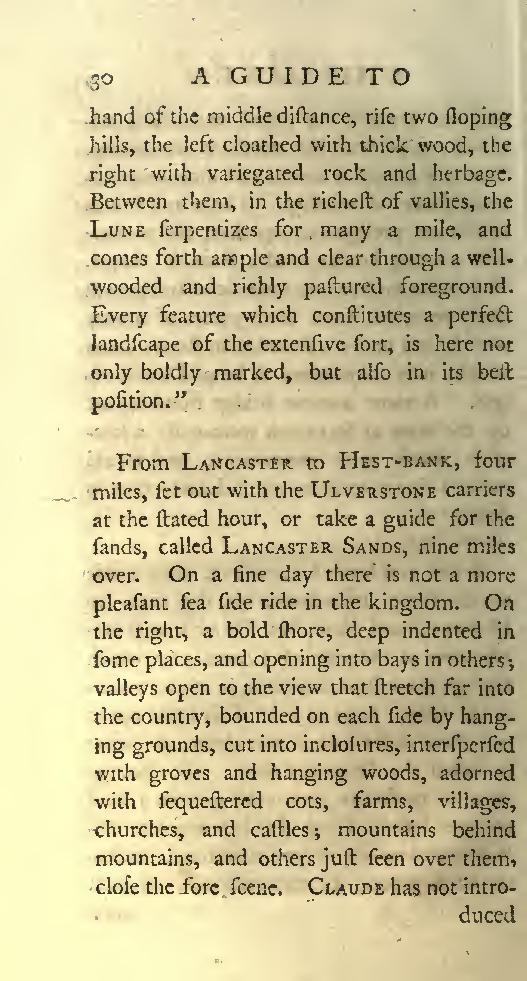 30 A GUIDE TO
hand of the middle diſtance, riſe two ſloping
hills, the left cloathed with thick wood, the
right with variegated rock and herbage.
Between them, in the richeſt of vallies, the
LUNE ſerpentizes for many a mile, and
comes forth ample and clear through a well-
wooded and richly paſtured foreground.
Every feature which conſtitutes a perfect
landſcape of the extenſive ſort, is here not
only boldly marked, but alſo in its beſt
poſition."
From LANCASTER to HEST-BANK, four
miles, ſet out with the ULVERSTONE carriers
at the ſtated hour, or take a guide for the
ſands, called LANCASTER SANDS, nine miles
over. On a fine day there is not a more
pleaſant ſea ſide ride in the kingdom. On
the right, a bold ſhore, deep indented in
ſome places, and opening into bays in others;
valleys open to the view that ſtretch far into
the country, bounded on each ſide by hang-
ing grounds, cut into incloſures, interſperſed
with groves and hanging woods, adorned
with ſequeſtered cots, farms, villages,
churches, and caſtles; mountains behind
mountains, and others juſt ſeen over them,
cloſe the fore ſcene. CLAUDE has not intro-
duced